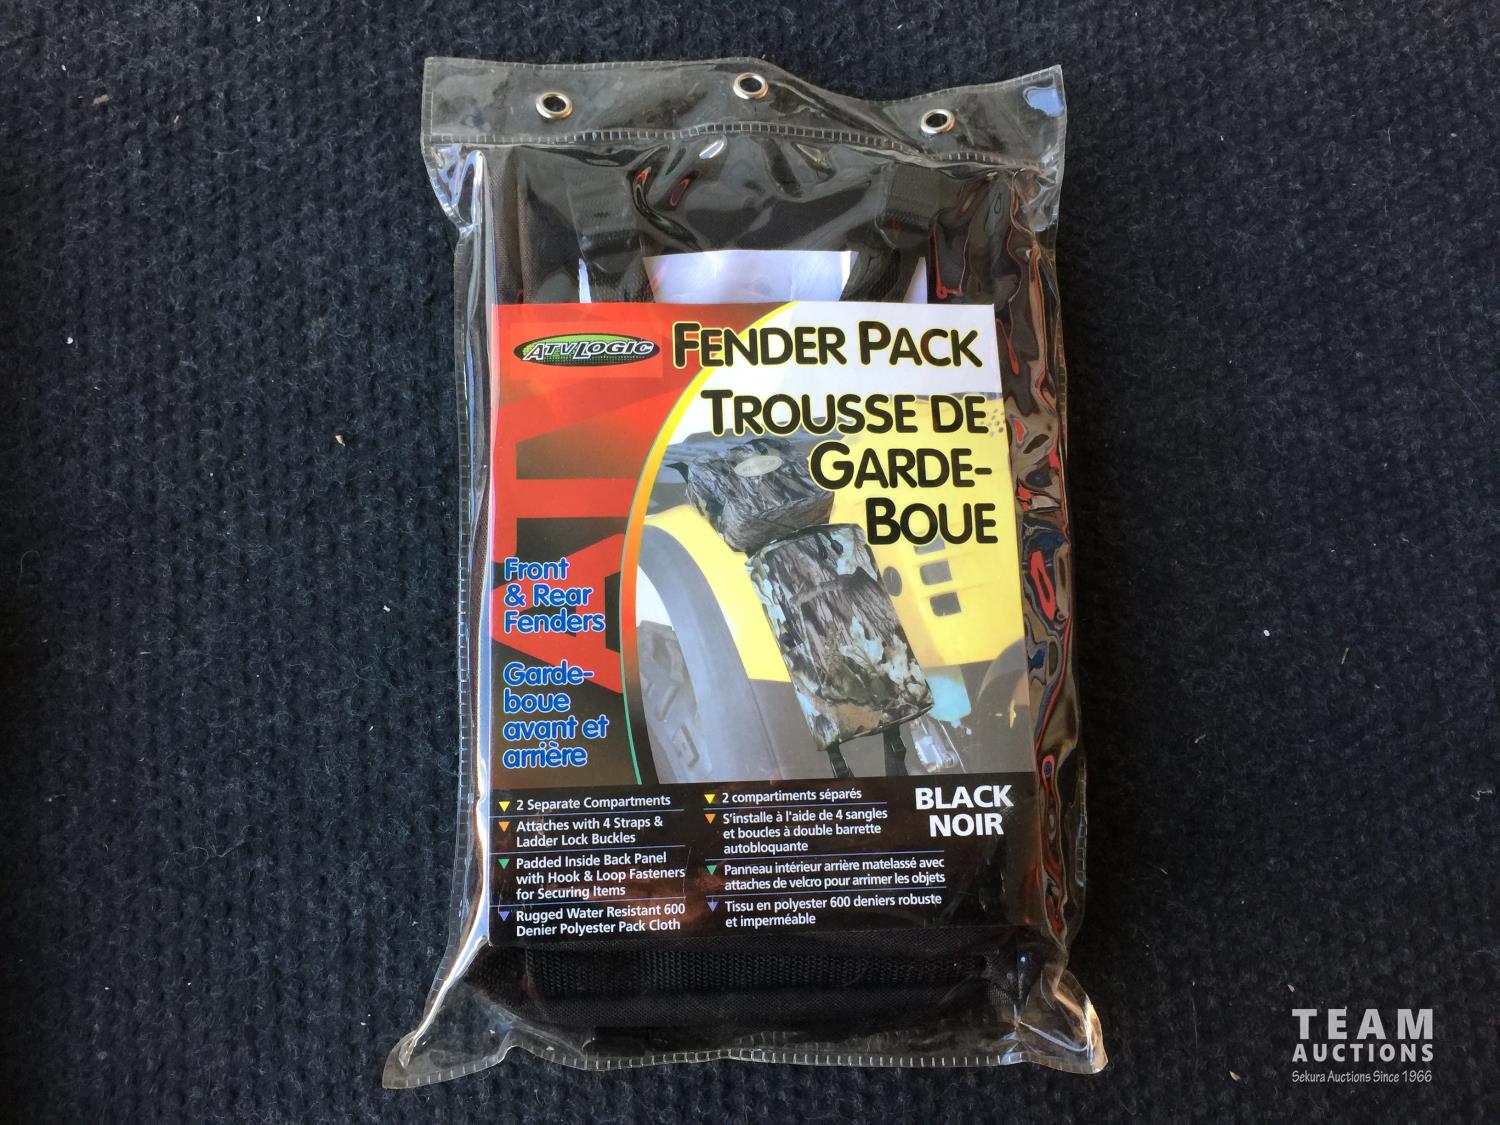 ATV LOGIC
FENDER PACK
TROUSSE DE
GARDE-
BOUE
Front
& Rear
Fenders
Garde-
boue
avant et
arrière
2 Separate Compartments
Attaches with 4 Straps &
Ladder Lock Buckles
Padded Inside Back Panel
with Hook & Loop Fasteners
for Securing Items
Rugged Water Resistant 600
Denier Polyester Pack Cloth
2 compartiments séparés
S'installe à l'aide de 4 sangles
et boucles à double barrette
autobloquante
Panneau intérieur arrière matelassé avec
attaches de velcro pour arrimer les objets
Tissu en polyester 600 deniers robuste
et imperméable
BLACK
NOIR
TEAM
AUCTIONS
Sekura Auctions Since 1966